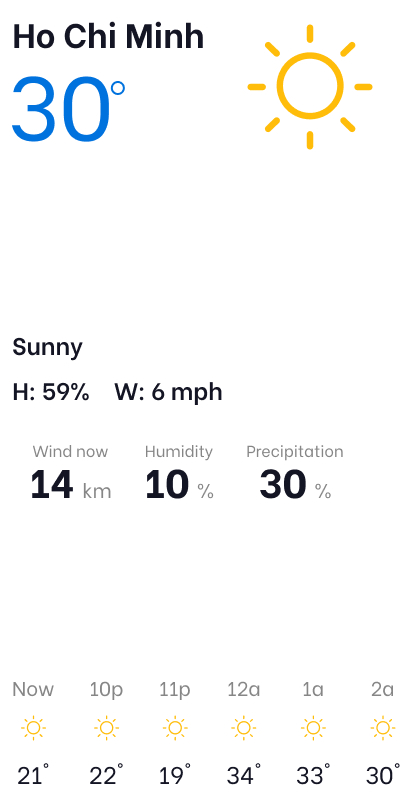 Ho Chi Minh
30°
Sunny
H: 59% W: 6 mph
Wind now Humidity Precipitation
14 km 10 % 30 %
Now 10p 11p 12a 1a 2a
21° 22° 19° 34° 33° 30°